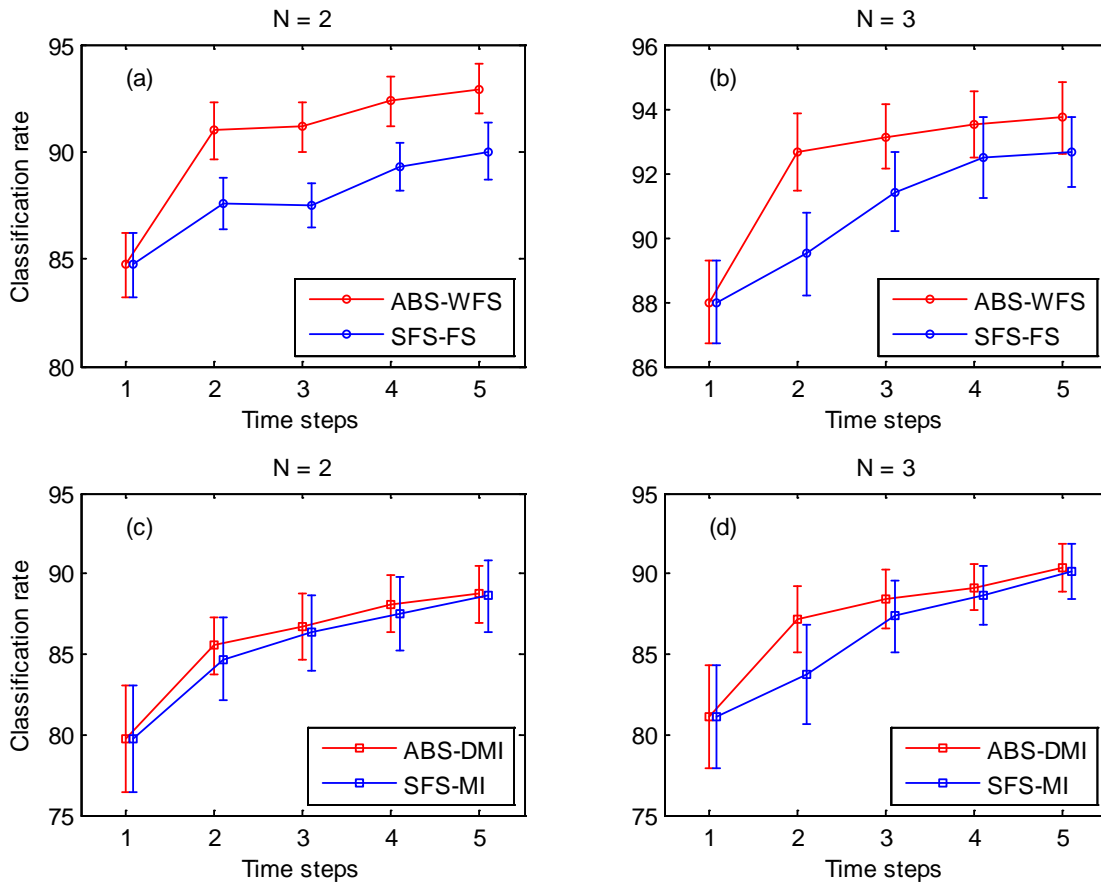 N = 2
N = 3
95
90
85
80
(a)
ABS-WFS
SFS-FS
1 2 3 4 5
Time steps
Classification rate
96
94
92
90
88
86
(b)
ABS-WFS
SFS-FS
1 2 3 4 5
Time steps
N = 2
N = 3
95
90
85
80
75
(c)
ABS-DMI
SFS-MI
1 2 3 4 5
Time steps
Classification rate
95
90
85
80
75
(d)
ABS-DMI
SFS-MI
1 2 3 4 5
Time steps